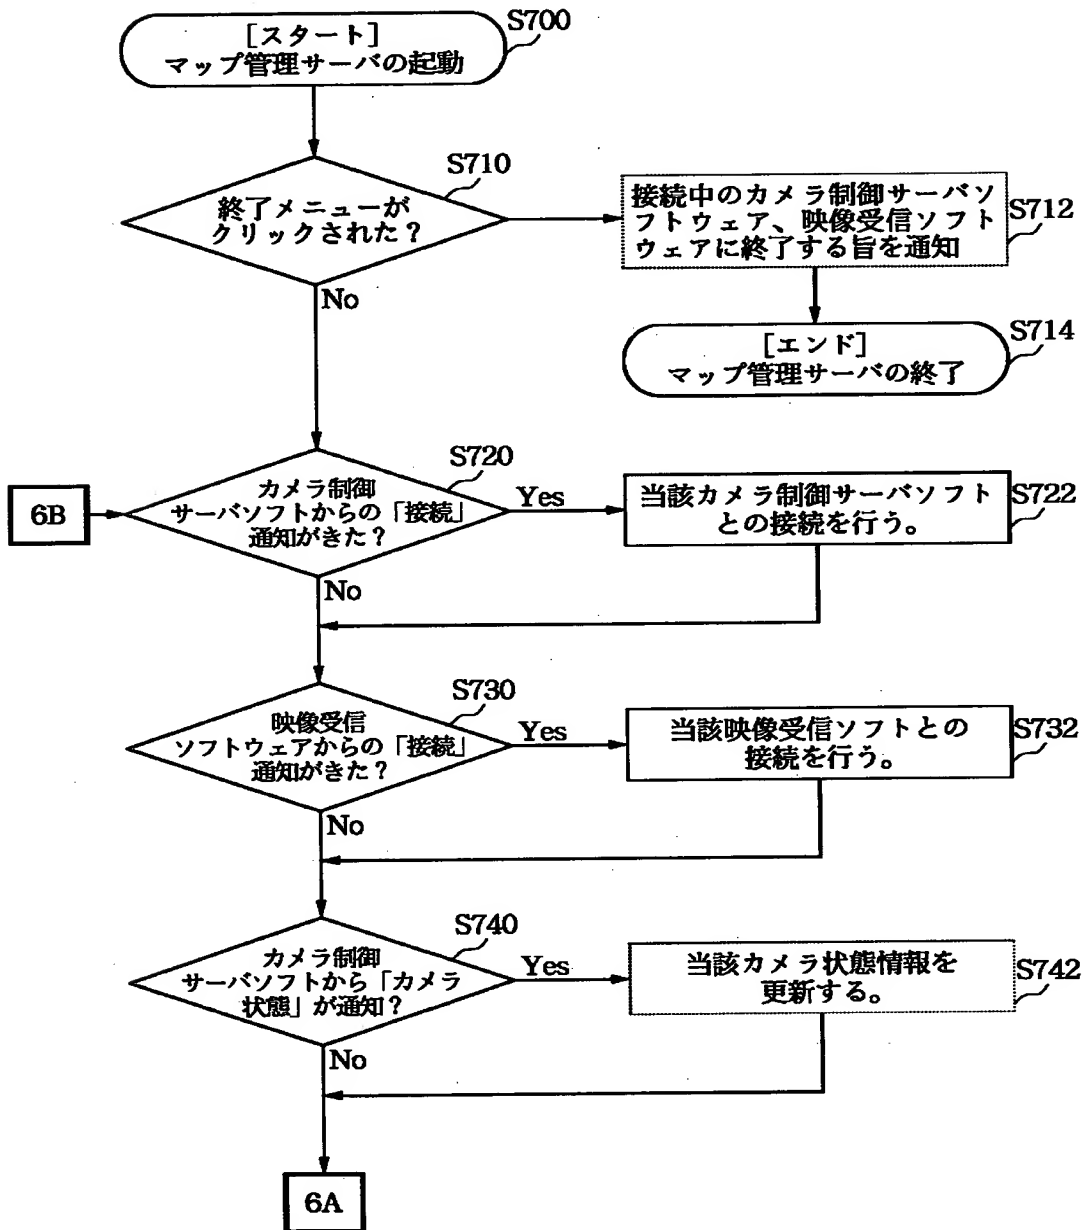 [スタート]
マップ管理サーバの起動
S700
終了メニューが
クリックされた？
S710
接続中のカメラ制御サーバソ
フトウェア、映像受信ソフト
ウェアに終了する旨を通知
S712
No
[エンド]
マップ管理サーバの終了
S714
6B
カメラ制御
サーバソフトからの「接続」
通知がきた？
S720
Yes
当該カメラ制御サーバソフト
との接続を行う。
S722
No
映像受信
ソフトウェアからの「接続」
通知がきた？
S730
Yes
当該映像受信ソフトとの
接続を行う。
S732
No
カメラ制御
サーバソフトから「カメラ
状態」が通知？
S740
Yes
当該カメラ状態情報を
更新する。
S742
No
6A